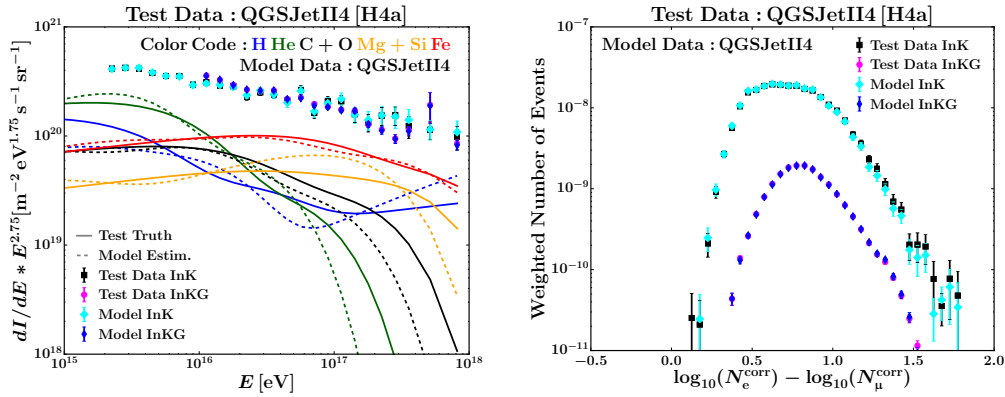 Test Data : QGSJetII4 [H4a]
Color Code : H He C + O Mg + Si Fe
Model Data : QGSJetII4
Test Truth
Model Estim.
Test Data InK
Test Data InKG
Model InK
Model InKG
dI/dE * E^2.75 [m^−2 eV^1.75 s^−1 sr^−1]
10^21
10^20
10^19
10^18
10^15
10^16
10^17
10^18
E [eV]
Test Data : QGSJetII4 [H4a]
Model Data : QGSJetII4
Test Data InK
Test Data InKG
Model InK
Model InKG
Weighted Number of Events
10^−7
10^−8
10^−9
10^−10
10^−11
−0.5
0.0
0.5
1.0
1.5
2.0
log_10(N_e^corr) − log_10(N_μ^corr)